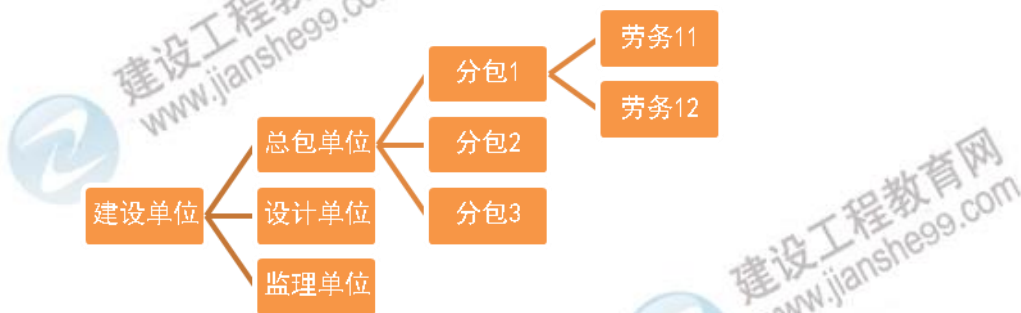 建设工程教
www.jianshe99.co
劳务11
分包1
劳务12
总包单位
分包2
建设单位
设计单位
分包3
监理单位
建设工程教育网
www.jianshe99.com